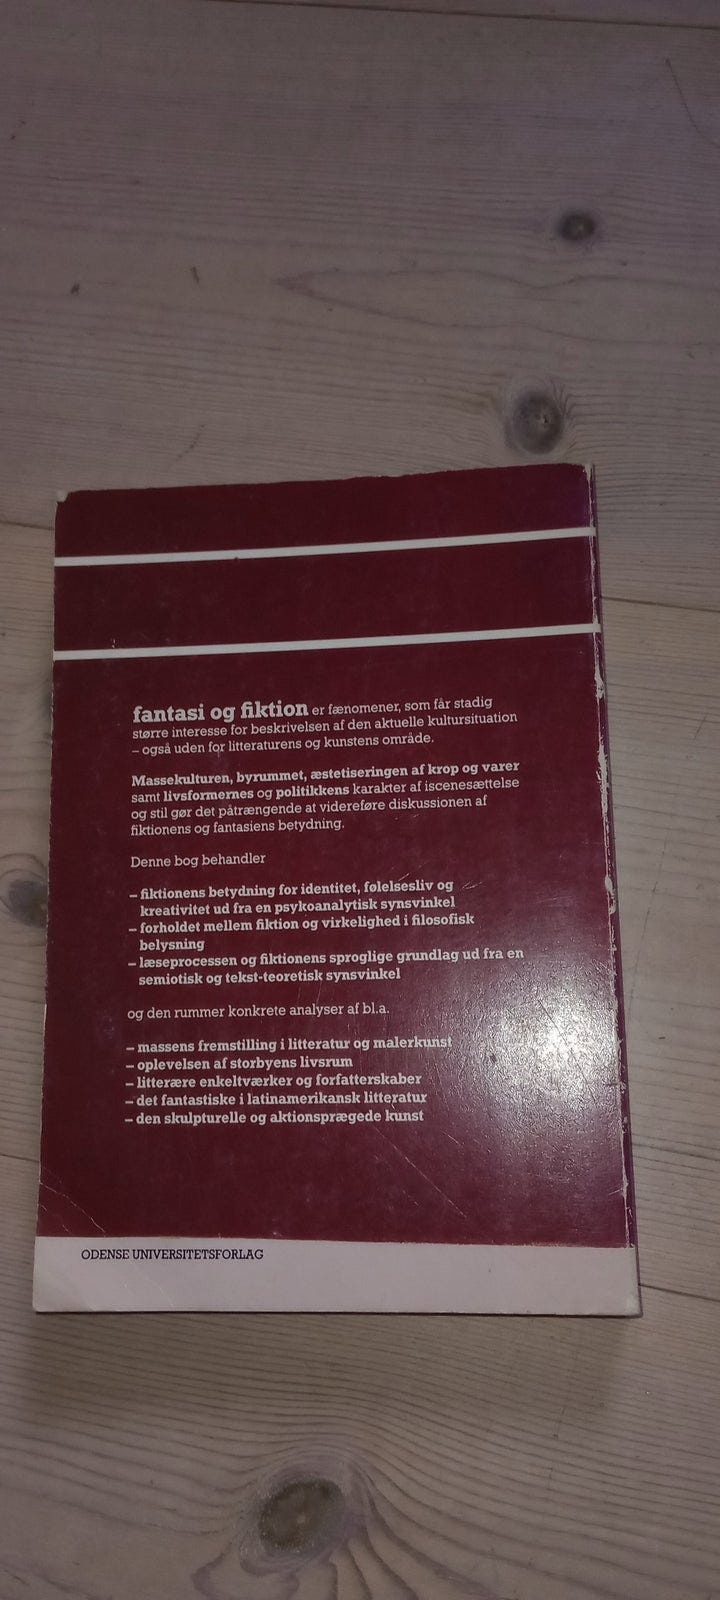 fantasi og fiktion er fænomener, som får stadig
større interesse for beskrivelsen af den aktuelle kultursituation
– også uden for litteraturens og kunstens område.
Massekulturen, byrummet, æstetiseringen af krop og varer
samt livsformernes og politikkens karakter af iscenesættelse
og stil gør det påtrængende at videreføre diskussionen af
fiktionens og fantasiens betydning.
Denne bog behandler
– fiktionens betydning for identitet, følelsesliv og
kreativitet ud fra en psykoanalytisk synsvinkel
– forholdet mellem fiktion og virkelighed i filosofisk
belysning
– læseprocessen og fiktionens sproglige grundlag ud fra en
semiotisk og tekst-teoretisk synsvinkel
og den rummer konkrete analyser af bl.a.
– massens fremstilling i litteratur og malerkunst
– oplevelsen af storbyens livsrum
– litterære enkeltværker og forfatterskaber
– det fantastiske i latinamerikansk litteratur
– den skulpturelle og aktionsprægede kunst
ODENSE UNIVERSITETSFORLAG